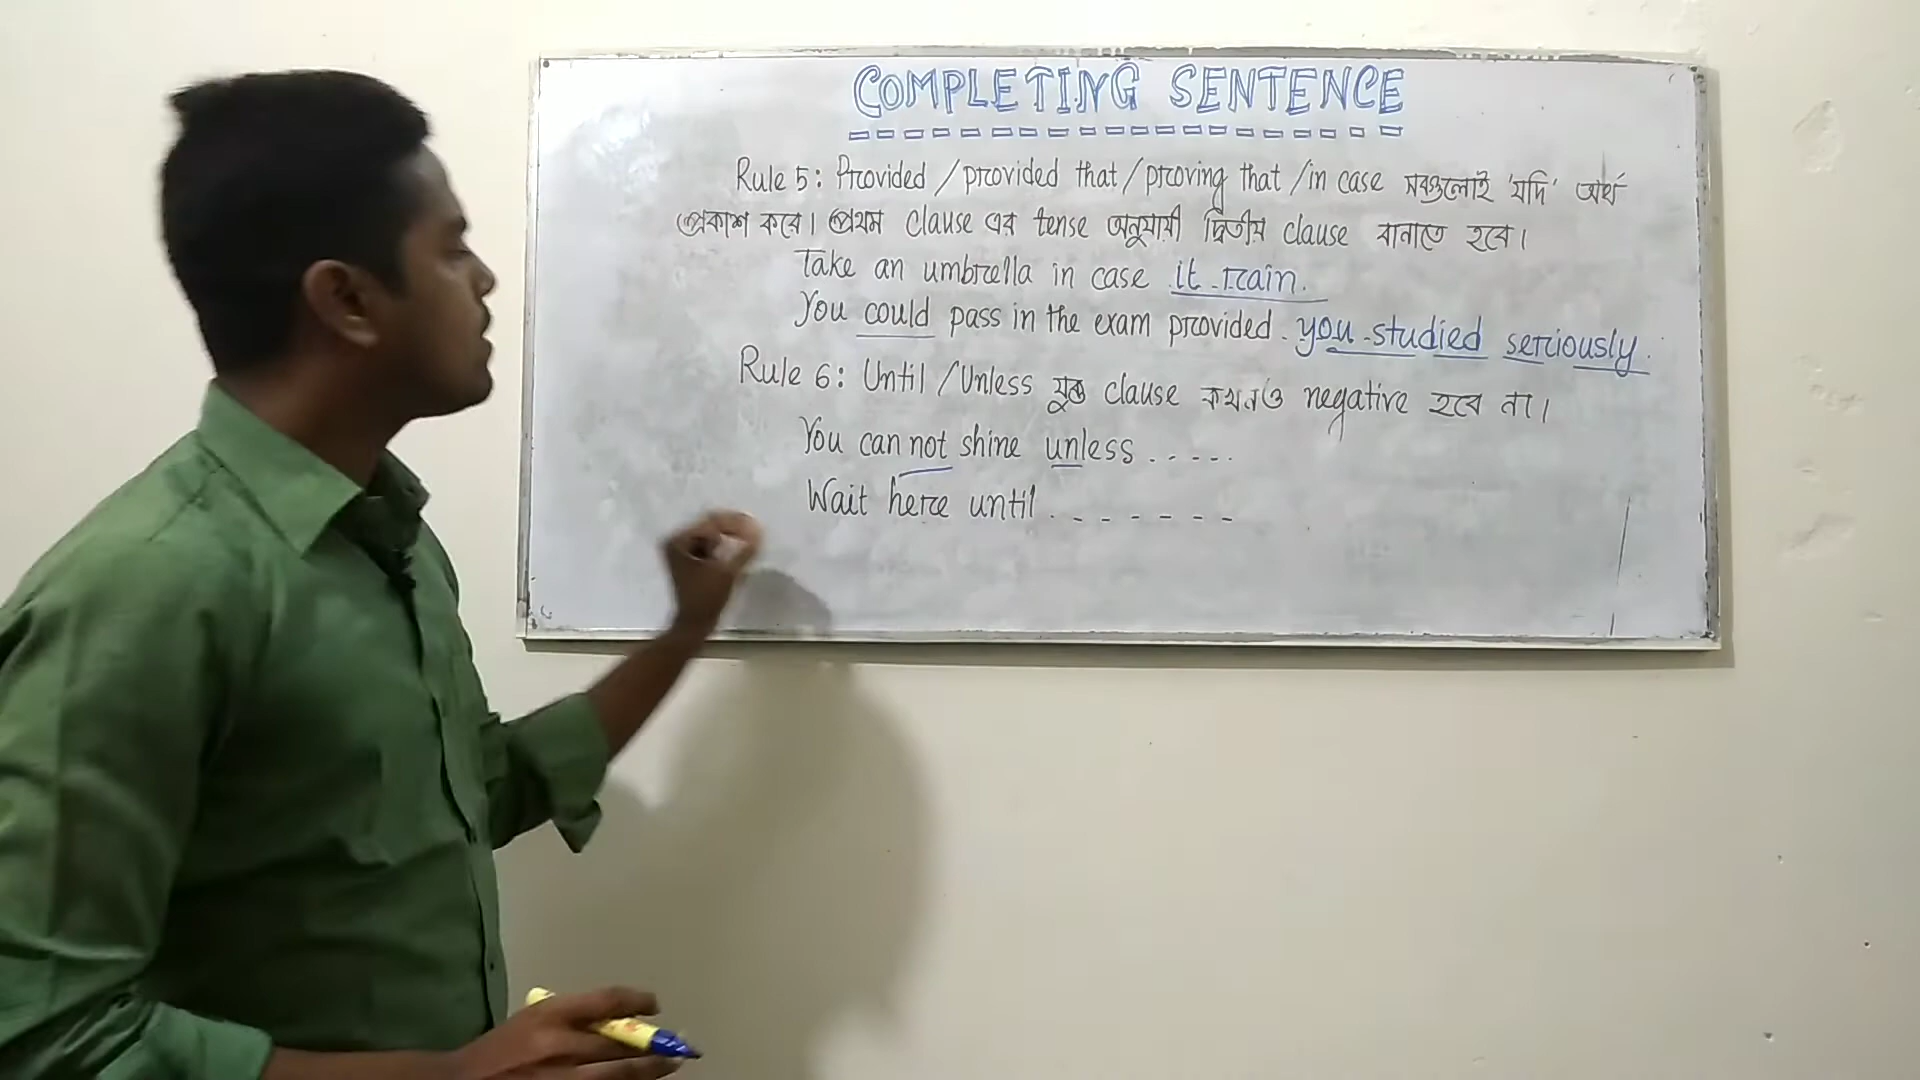 COMPLETING SENTENCE
Rule 5: Provided / provided that / proving that / in case সবগুলোই 'যদি' অর্থ
প্রকাশ করে। প্রথম clause এর tense অনুযায়ী দ্বিতীয় clause বানাতে হবে।
Take an umbrella in case it rain.
You could pass in the exam provided you studied seriously.
Rule 6: Until / Unless যুক্ত clause কখনও negative হবে না।
You can not shine unless .....
Wait here until . - - - - - -